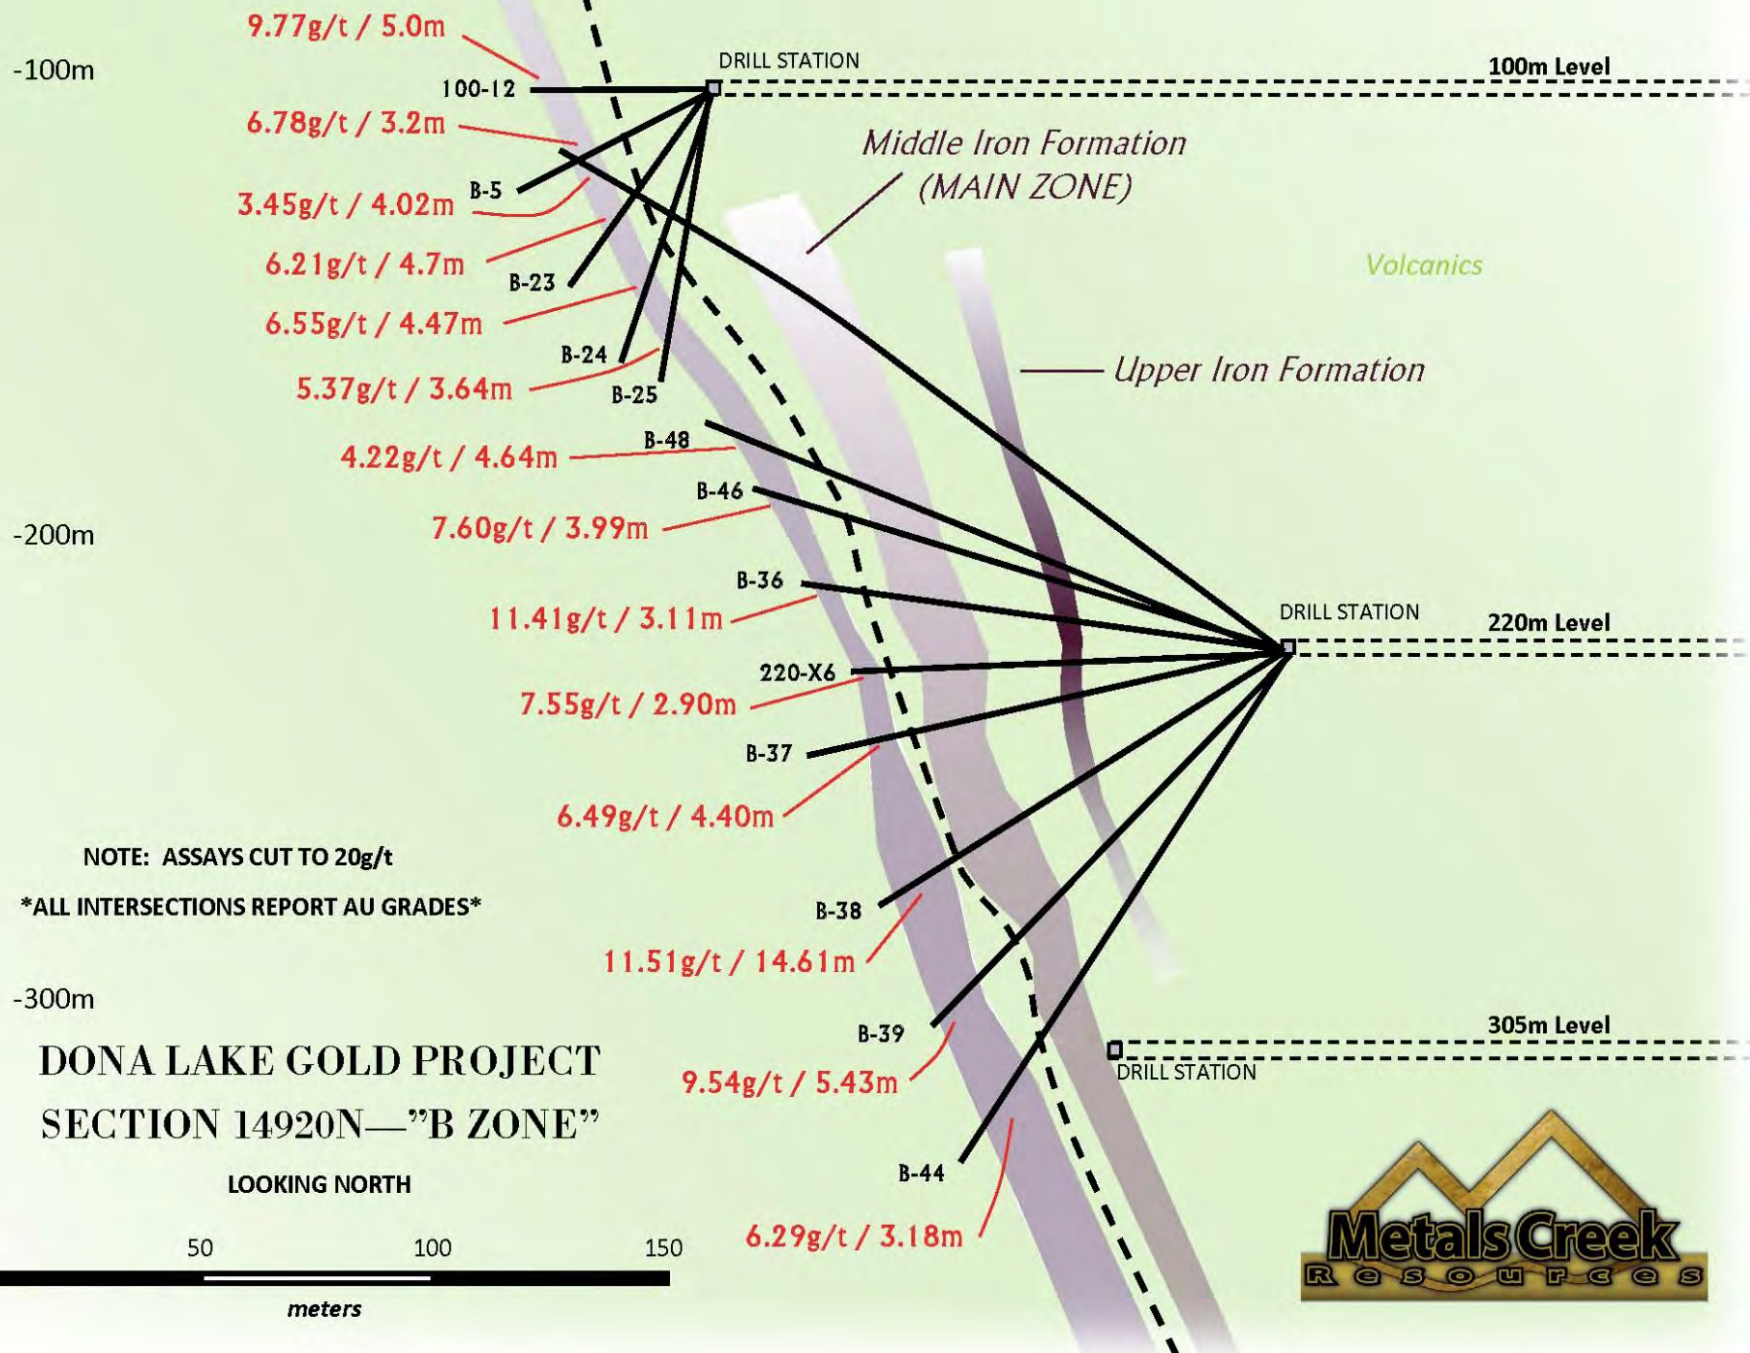 9.77g/t / 5.0m
-100m
DRILL STATION
100m Level
100-12
6.78g/t / 3.2m
Middle Iron Formation
(MAIN ZONE)
B-5
3.45g/t / 4.02m
6.21g/t / 4.7m
Volcanics
B-23
6.55g/t / 4.47m
B-24
Upper Iron Formation
5.37g/t / 3.64m
B-25
B-48
4.22g/t / 4.64m
B-46
7.60g/t / 3.99m
-200m
B-36
11.41g/t / 3.11m
DRILL STATION
220m Level
220-X6
7.55g/t / 2.90m
B-37
6.49g/t / 4.40m
NOTE: ASSAYS CUT TO 20g/t
*ALL INTERSECTIONS REPORT AU GRADES*
B-38
11.51g/t / 14.61m
-300m
B-39
305m Level
DRILL STATION
9.54g/t / 5.43m
DONA LAKE GOLD PROJECT
SECTION 14920N—”B ZONE”
LOOKING NORTH
B-44
6.29g/t / 3.18m
50 100 150
meters
Metals Creek
Resources